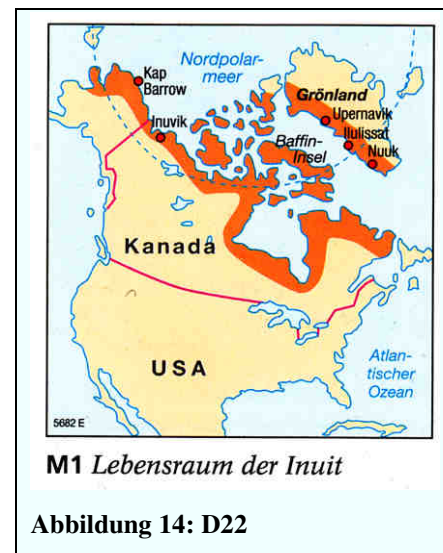 Nordpolar-
meer
Kap
Barrow
Inuvik
Grönland
Upernavik
Ilulissat
Nuuk
Baffin-
Insel
Kanada
USA
Atlan-
tischer
Ozean
5682 E
M1 Lebensraum der Inuit
Abbildung 14: D22